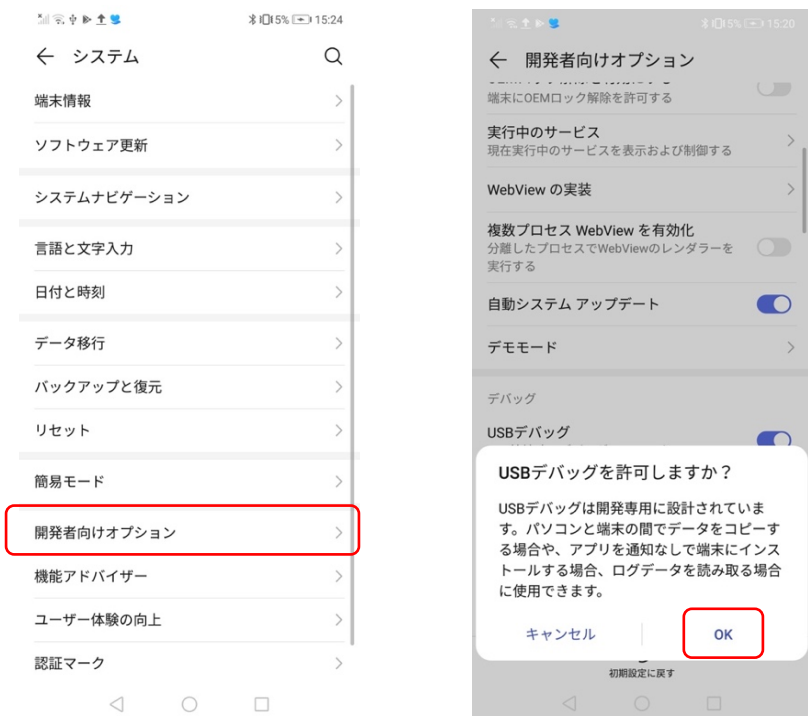 5% 15:24
システム
端末情報
ソフトウェア更新
システムナビゲーション
言語と文字入力
日付と時刻
データ移行
バックアップと復元
リセット
簡易モード
開発者向けオプション
機能アドバイザー
ユーザー体験の向上
認証マーク
5% 15:20
開発者向けオプション
端末にOEMロック解除を許可する
実行中のサービス
現在実行中のサービスを表示および制御する
WebView の実装
複数プロセス WebView を有効化
分離したプロセスでWebViewのレンダラーを
実行する
自動システム アップデート
デモモード
デバッグ
USBデバッグ
USBデバッグを許可しますか？
USBデバッグは開発専用に設計されていま
す。パソコンと端末の間でデータをコピーす
る場合や、アプリを通知なしで端末にインス
トールする場合、ログデータを読み取る場合
に使用できます。
キャンセル
OK
初期設定に戻す